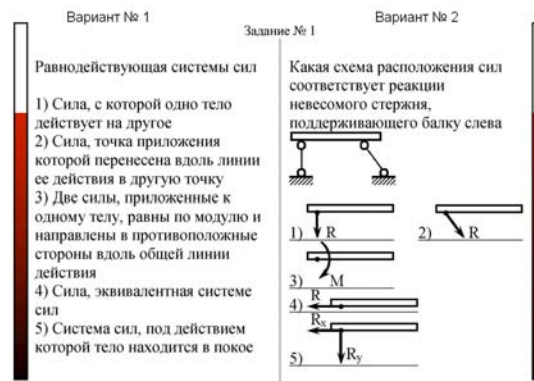 Вариант № 1
Вариант № 2
Задание № 1
Равнодействующая системы сил
1) Сила, с которой одно тело
действует на другое
2) Сила, точка приложения
которой перенесена вдоль линии
ее действия в другую точку
3) Две силы, приложенные к
одному телу, равны по модулю и
направлены в противоположные
стороны вдоль общей линии
действия
4) Сила, эквивалентная системе
сил
5) Система сил, под действием
которой тело находится в покое
Какая схема расположения сил
соответствует реакции
невесомого стержня,
поддерживающего балку слева
1) R
2) R
3) M
4) R
Rx
5) Ry